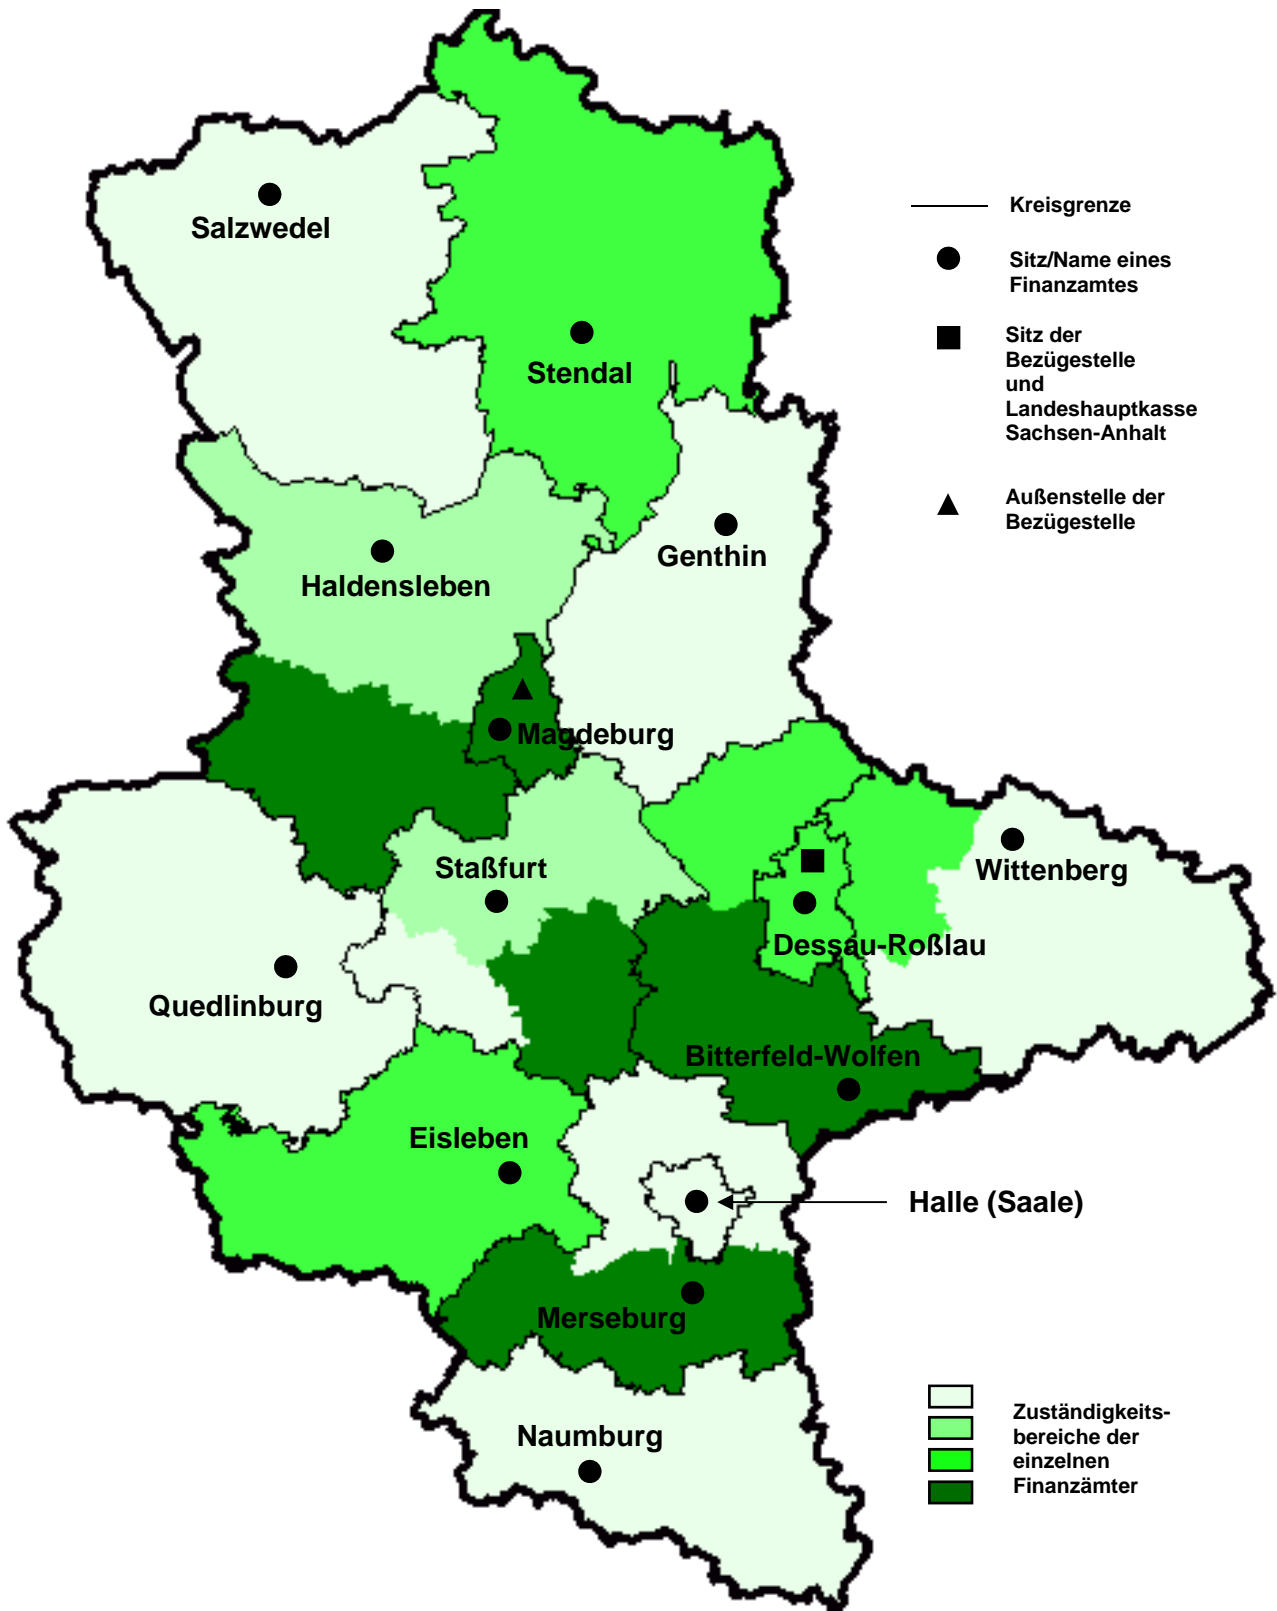 Salzwedel
Stendal
Genthin
Haldensleben
Magdeburg
Staßfurt
Wittenberg
Dessau-Roßlau
Quedlinburg
Bitterfeld-Wolfen
Eisleben
Halle (Saale)
Merseburg
Naumburg
Kreisgrenze
Sitz/Name eines
Finanzamtes
Sitz der
Bezügestelle
und
Landeshauptkasse
Sachsen-Anhalt
Außenstelle der
Bezügestelle
Zuständigkeits-
bereiche der
einzelnen
Finanzämter